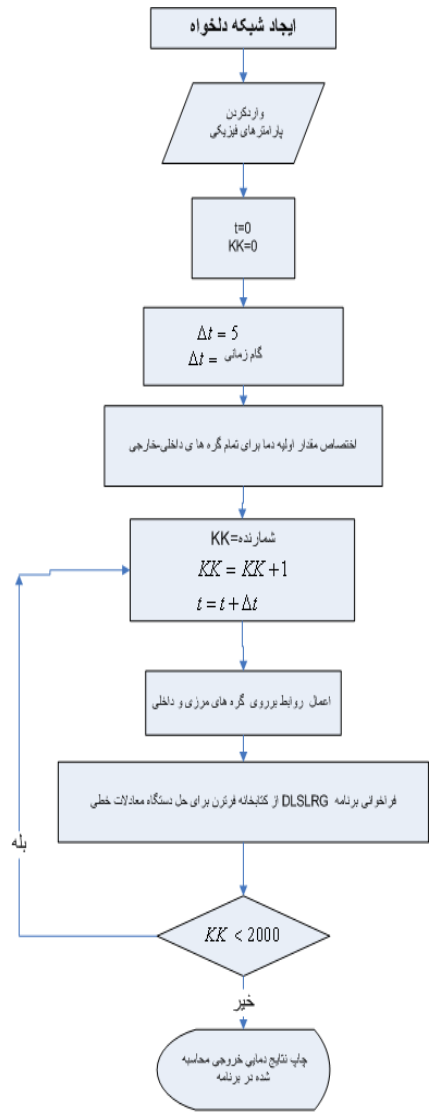 ایجاد شبکه دلخواه
واردکردن
پارامترهای فیزیکی
t=0
KK=0
Δt = 5
گام زمانی Δt =
اختصاص مقدار اولیه دما برای تمام گره ها ی داخلی-خارجی
شمارنده=KK
KK = KK +1
t = t + Δt
اعمال روابط برروی گره های مرزی و داخلی
فراخوانی برنامه DLSLRG از کتابخانه فرترن برای حل دستگاه معادلات خطی
بله
KK < 2000
خیر
چاپ نتایج دمایی خروجی محاسبه
شده در برنامه